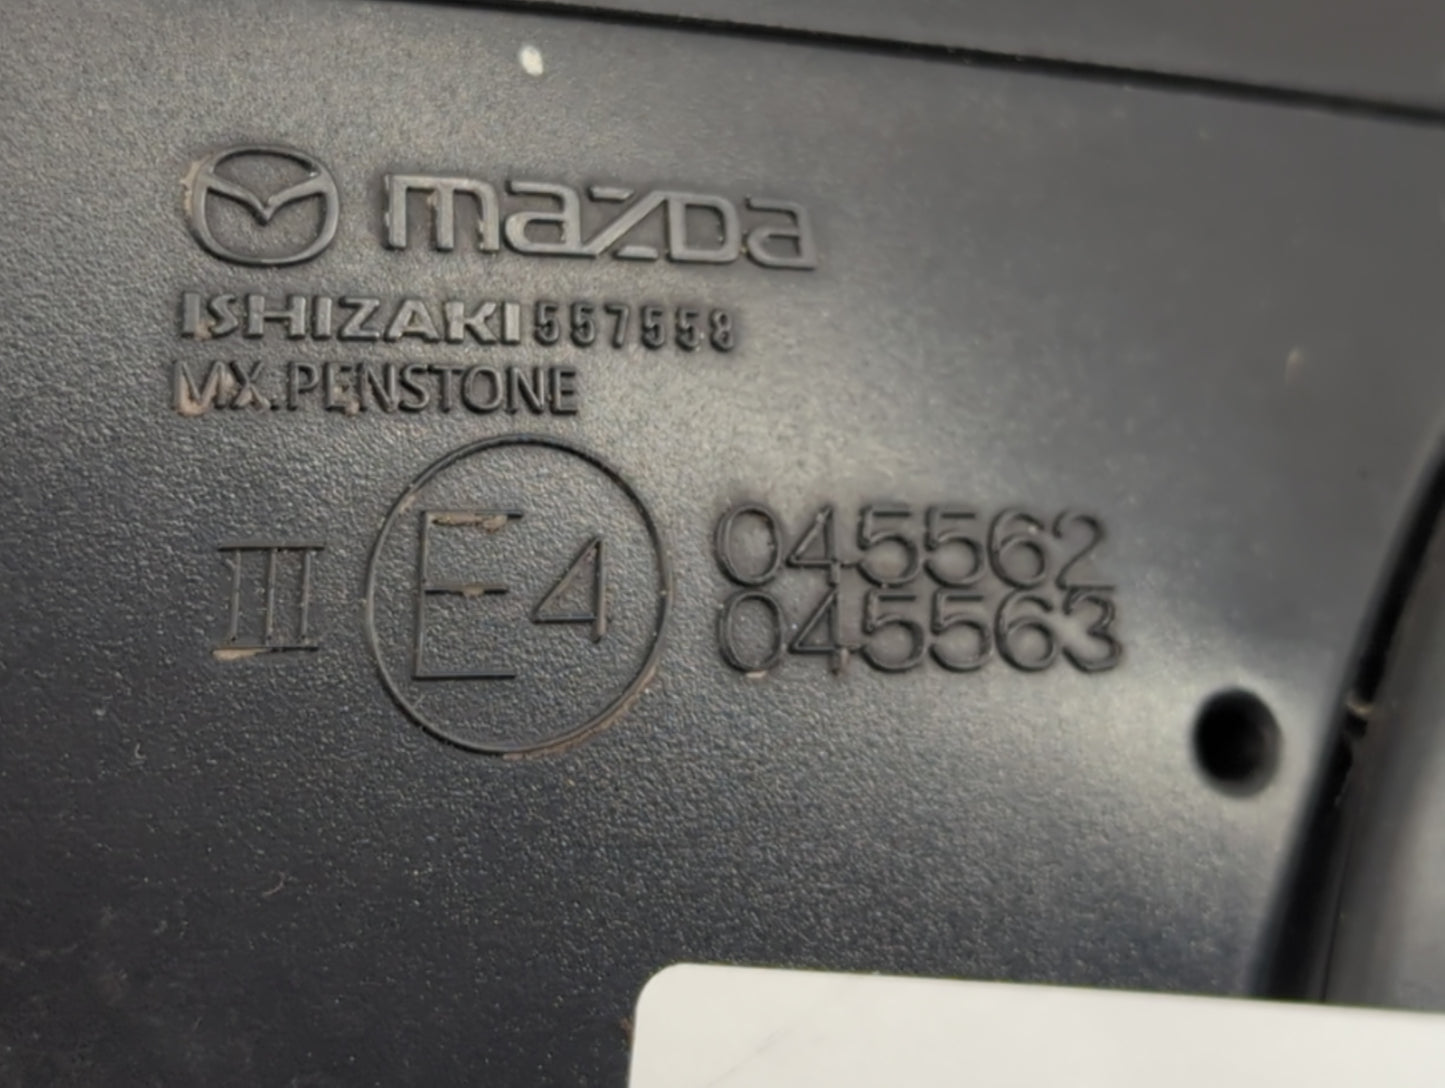 mazda
ISHIZAKI 557558
MX.PENSTONE
III E4 045562
045563